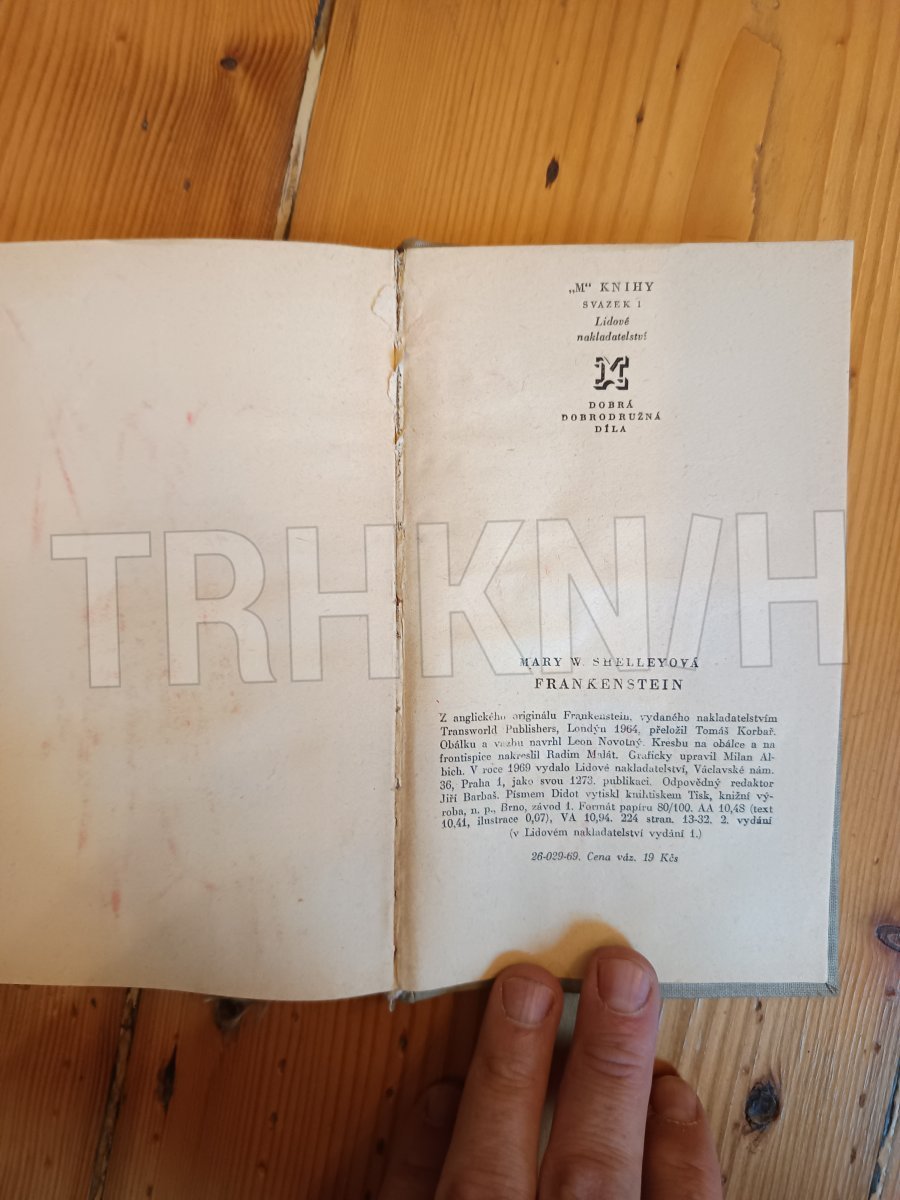 „M“ KNIHY
SVAZEK 1
Lidové
nakladatelství
M
DOBRÁ
DOBRODRUŽNÁ
DÍLA
TRHKN/H
MARY W. SHELLEYOVÁ
FRANKENSTEIN
Z anglického originálu Frankenstein, vydaného nakladatelstvím
Transworld Publishers, Londýn 1964, přeložil Tomáš Korbař.
Obálku a vazbu navrhl Leon Novotný. Kresbu na obálce a na
frontispice nakreslil Radim Malát. Graficky upravil Milan Al-
bich. V roce 1969 vydalo Lidové nakladatelství, Václavské nám.
36, Praha 1, jako svou 1273. publikaci. Odpovědný redaktor
Jiří Barbaš. Písmem Didot vytiskl knihtiskem Tisk, knižní vý-
roba, n. p., Brno, závod 1. Formát papíru 80/100. AA 10,48 (text
10,41, ilustrace 0,07), VA 10,94. 224 stran. 13-32. 2. vydání
(v Lidovém nakladatelství vydání 1.)
26-029-69. Cena váz. 19 Kčs